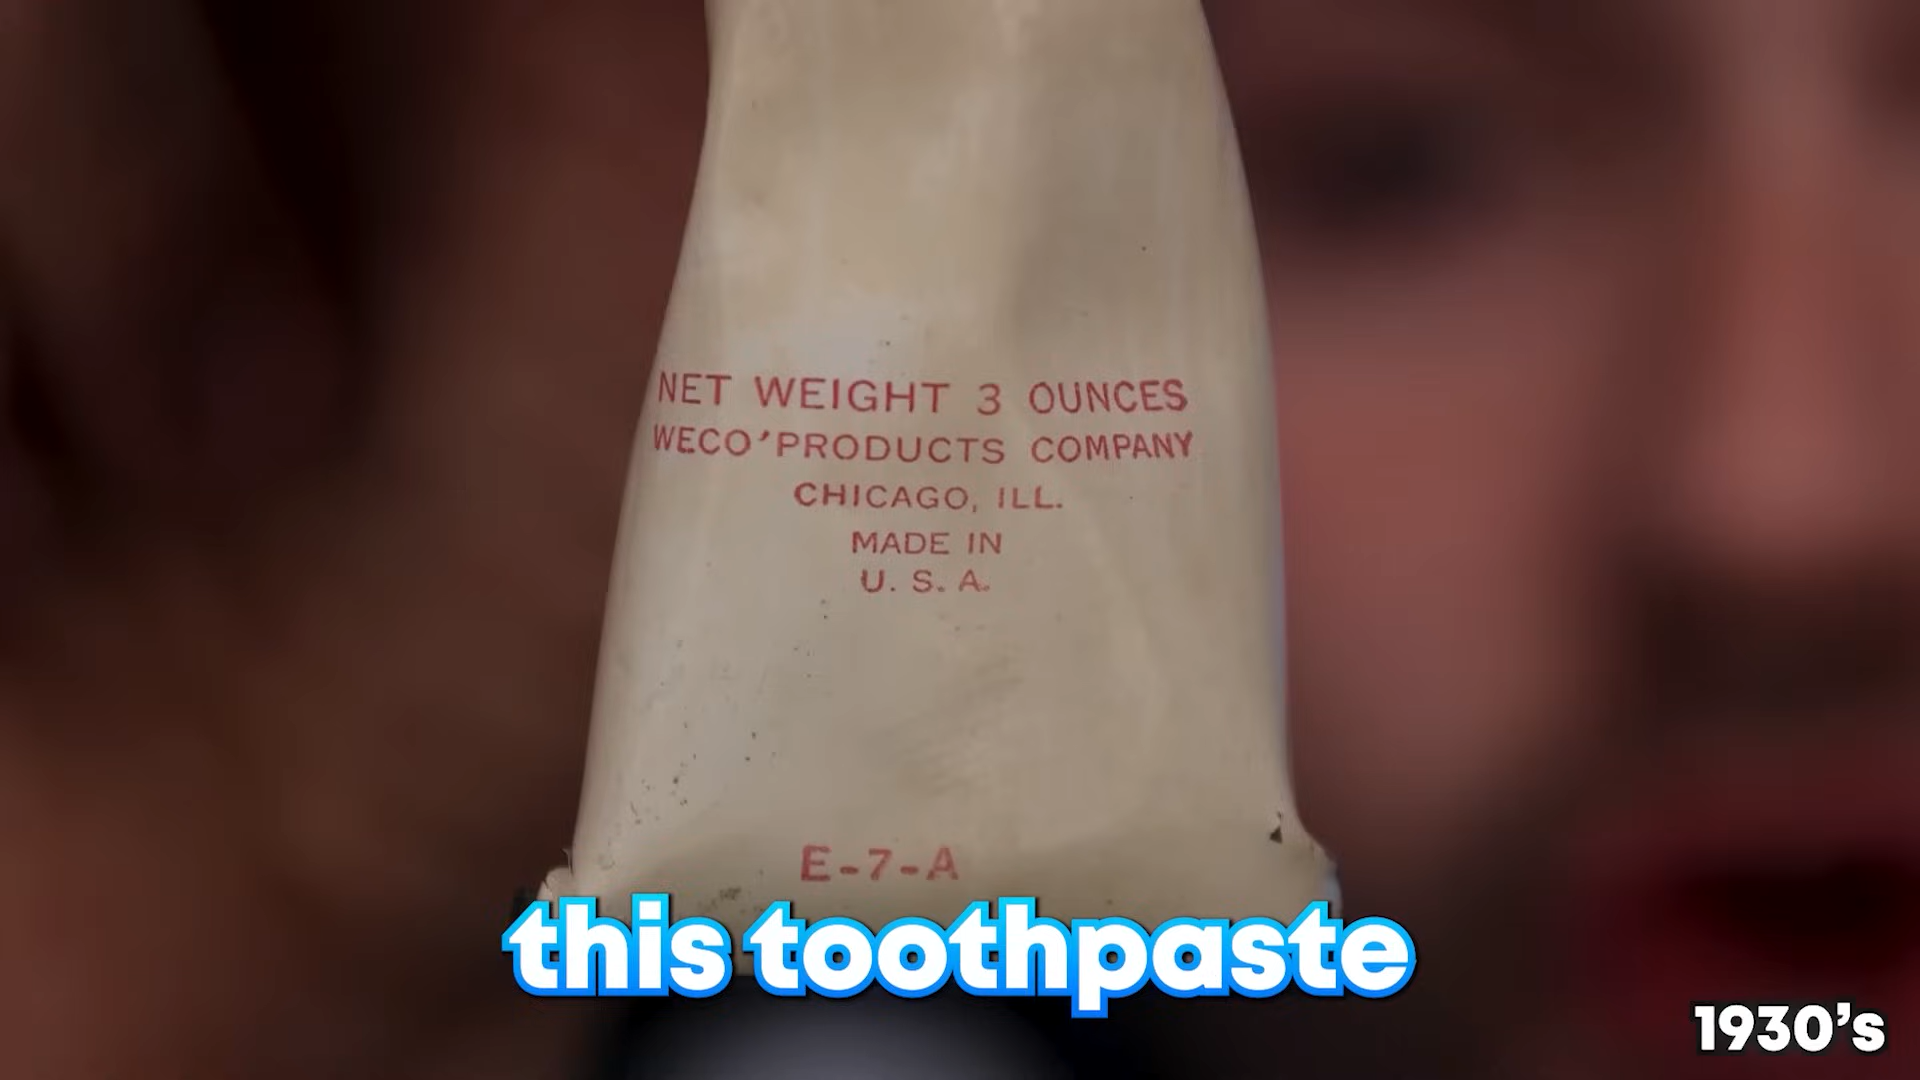 NET WEIGHT 3 OUNCES
WECO' PRODUCTS COMPANY
CHICAGO, ILL.
MADE IN
U. S. A.
E-7-A
this toothpaste
1930's